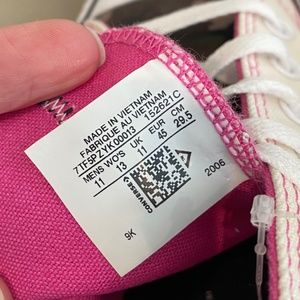 MADE IN VIETNAM
FABRIQUE AU VIETNAM
71F5PZYK00013 152621C
MENS WO'S UK EUR CM
11 13 11 45 29.5
CONVERSE
9K
2006